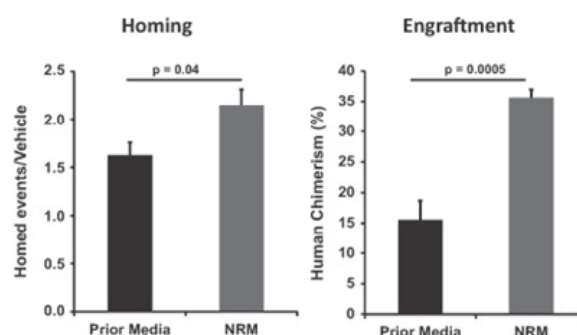 Homing
p = 0.04
Homed events/Vehicle
2.5
2.0
1.5
1.0
0.5
0.0
Prior Media NRM
Engraftment
p = 0.0005
Human Chimerism (%)
40
35
30
25
20
15
10
5
0
Prior Media NRM